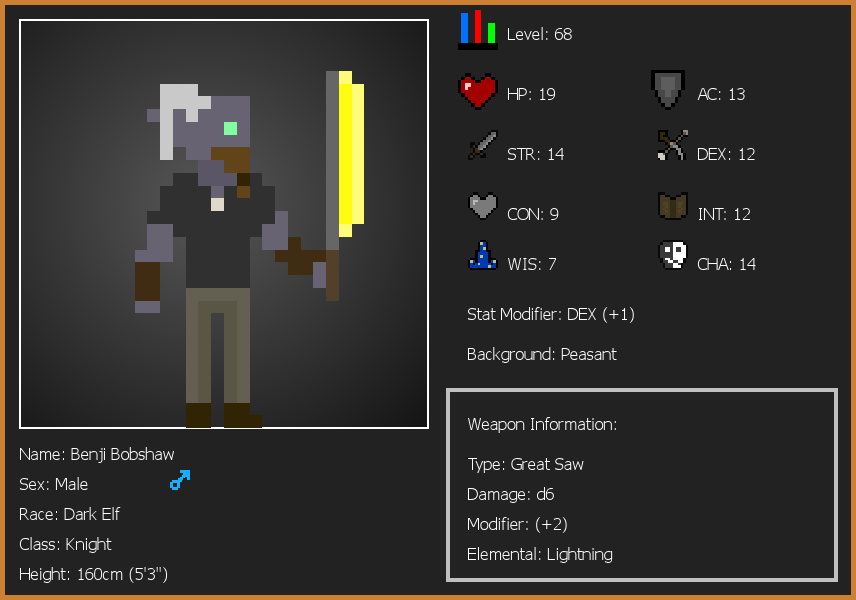 Level: 68
HP: 19
AC: 13
STR: 14
DEX: 12
CON: 9
INT: 12
WIS: 7
CHA: 14
Stat Modifier: DEX (+1)
Background: Peasant
Weapon Information:
Type: Great Saw
Damage: d6
Modifier: (+2)
Elemental: Lightning
Name: Benji Bobshaw
Sex: Male
Race: Dark Elf
Class: Knight
Height: 160cm (5'3")